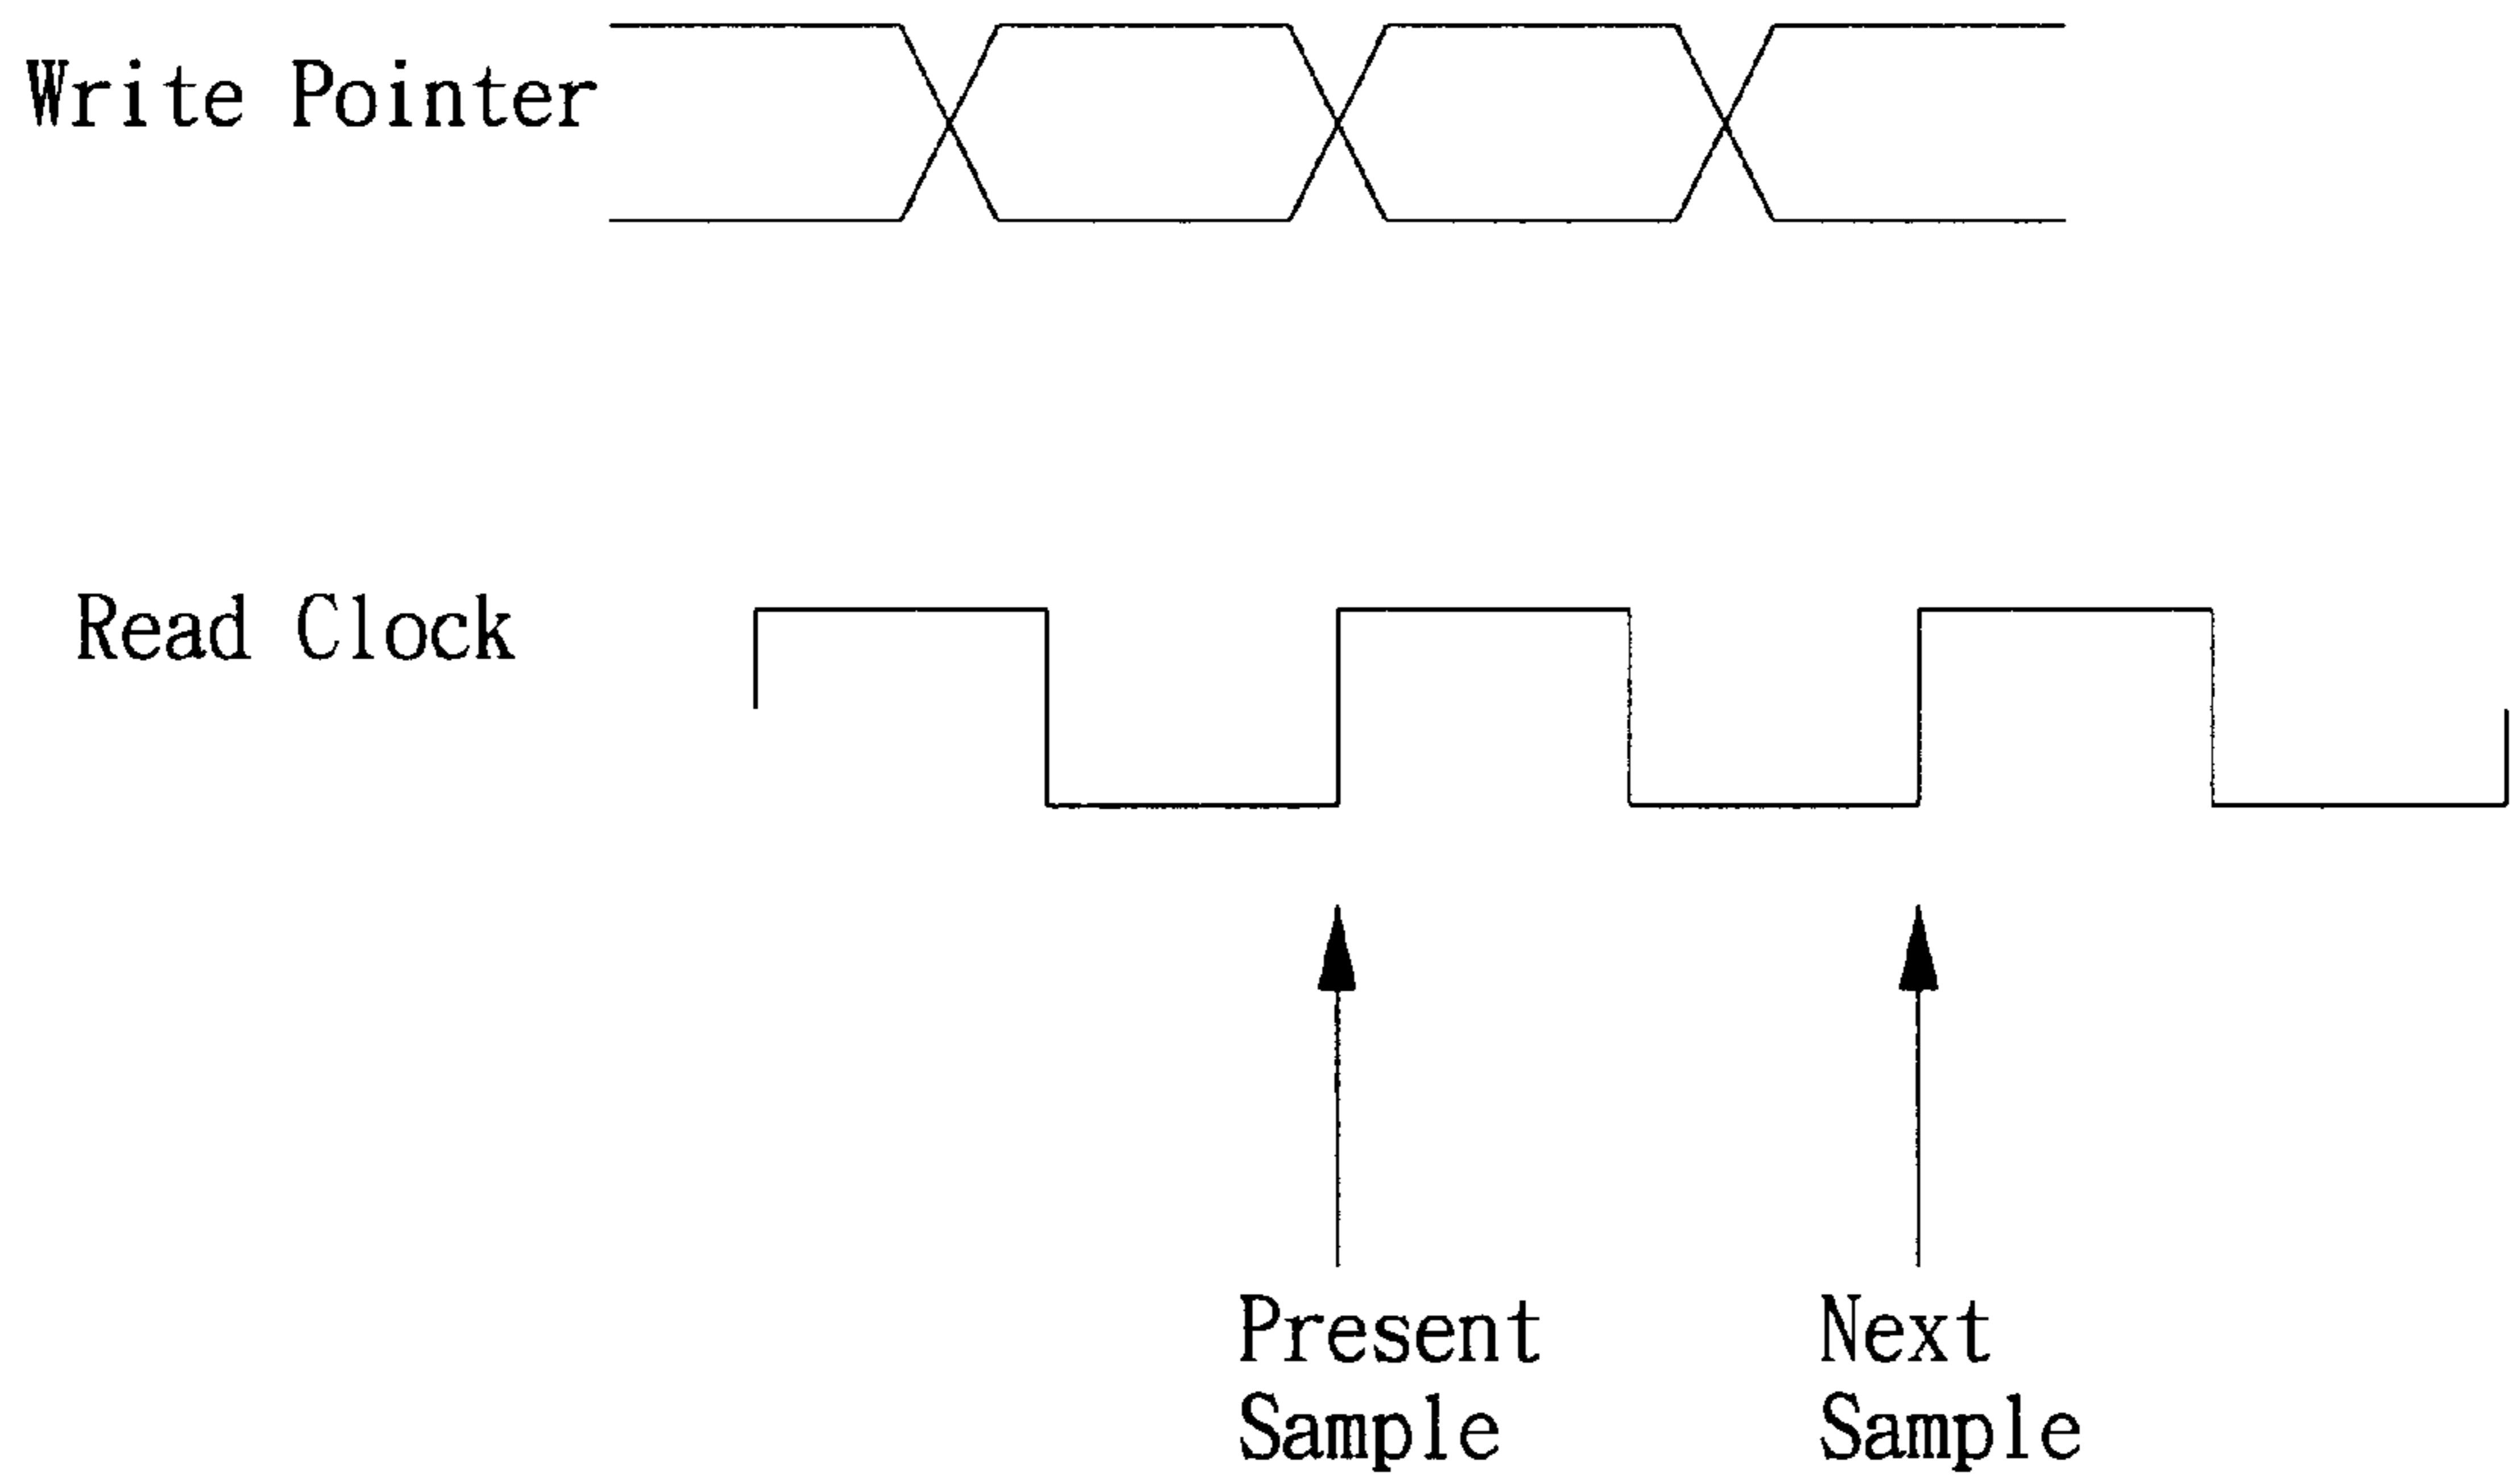 Write Pointer
Read Clock
Present
Sample
Next
Sample